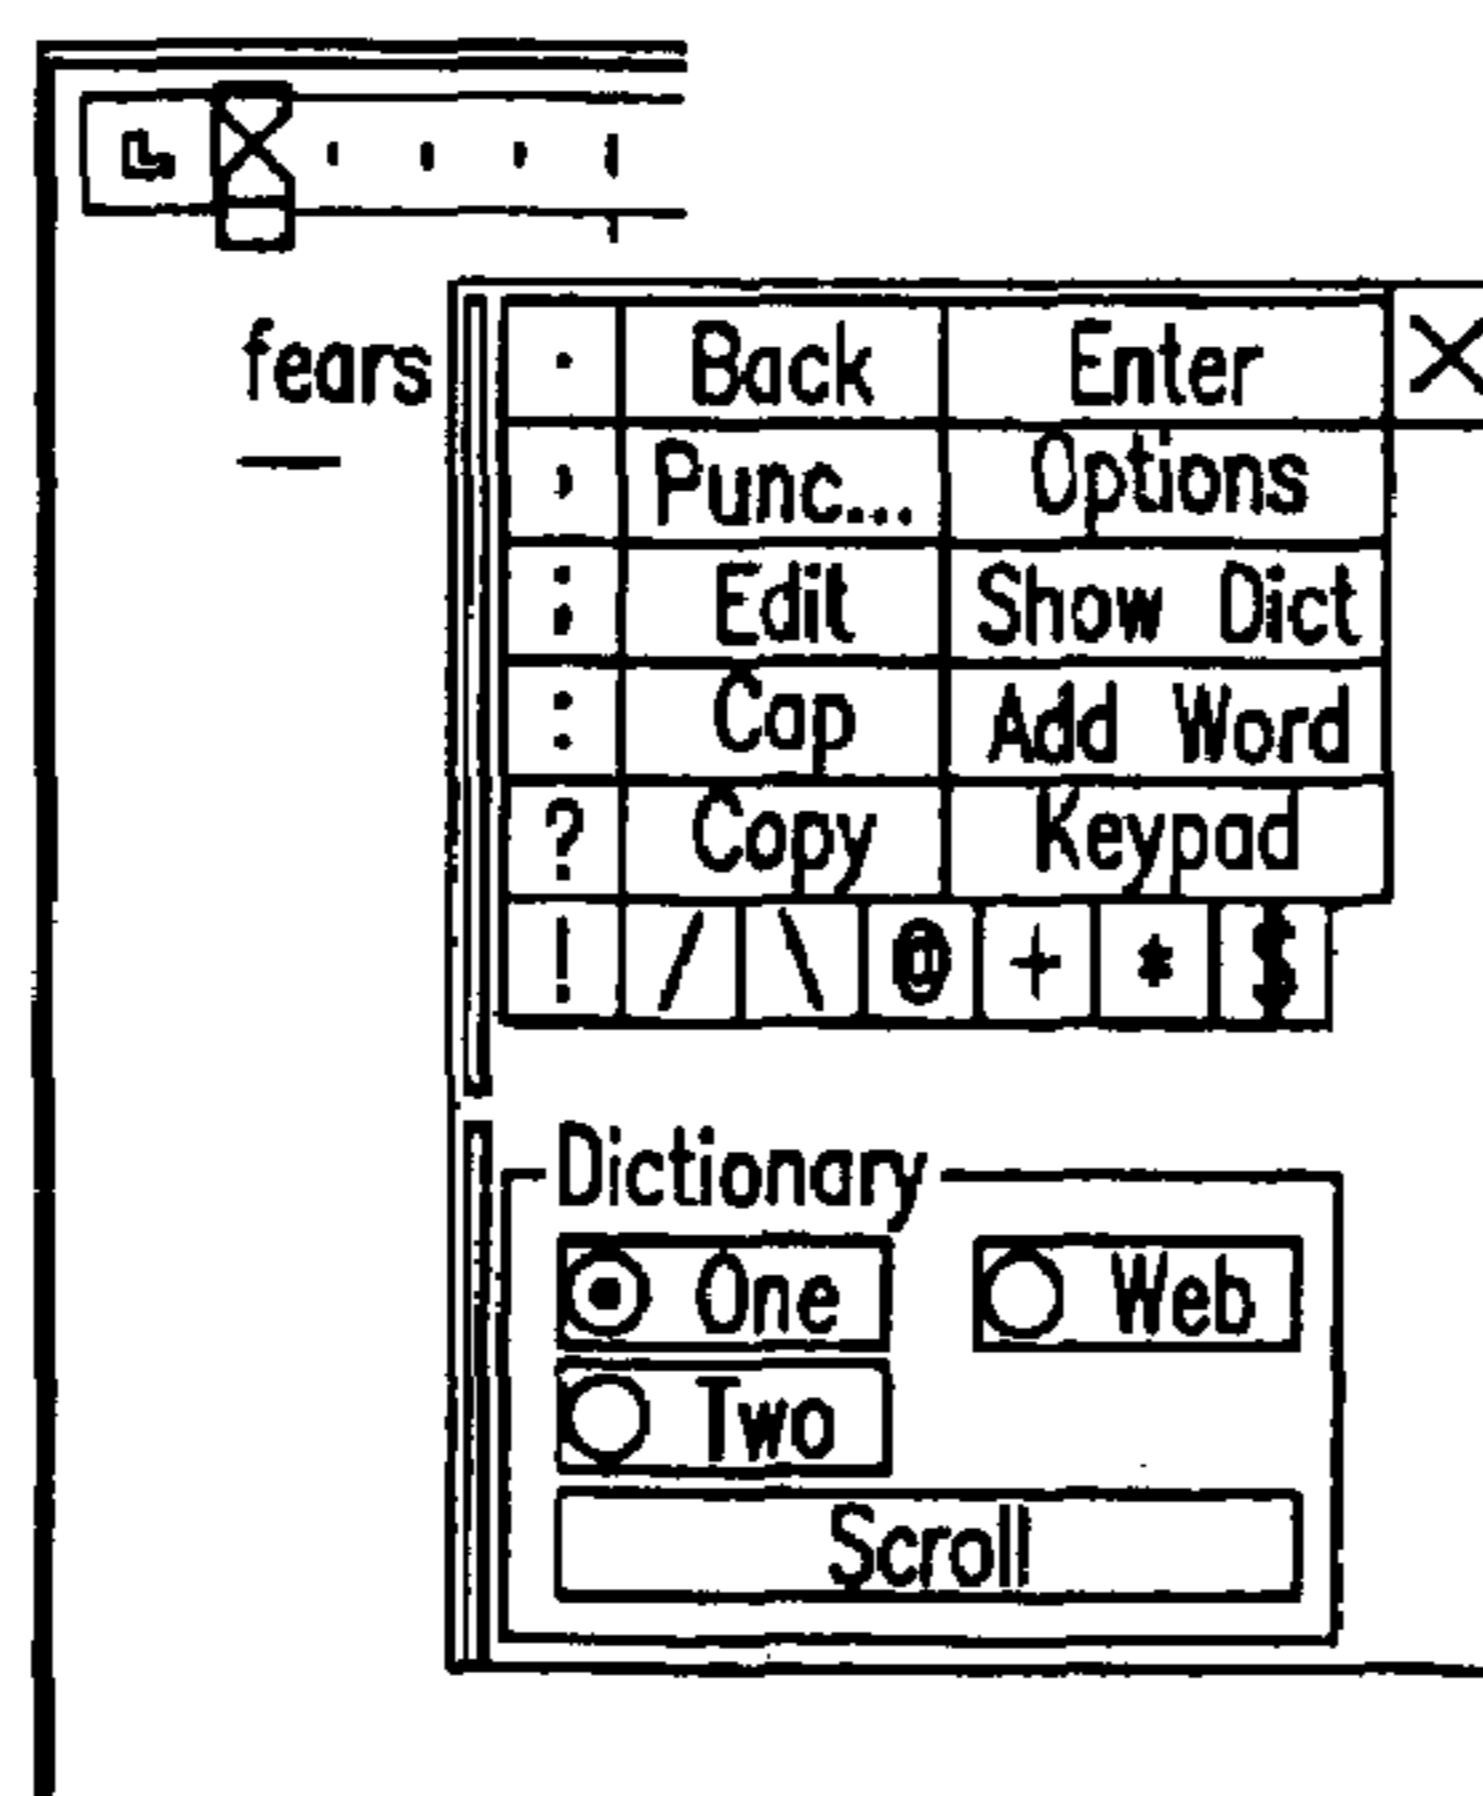 fears
· Back Enter X
, Punc... Options
; Edit Show Dict
: Cap Add Word
? Copy Keypad
! / \ @ + * $
Dictionary
One Web
Two
Scroll